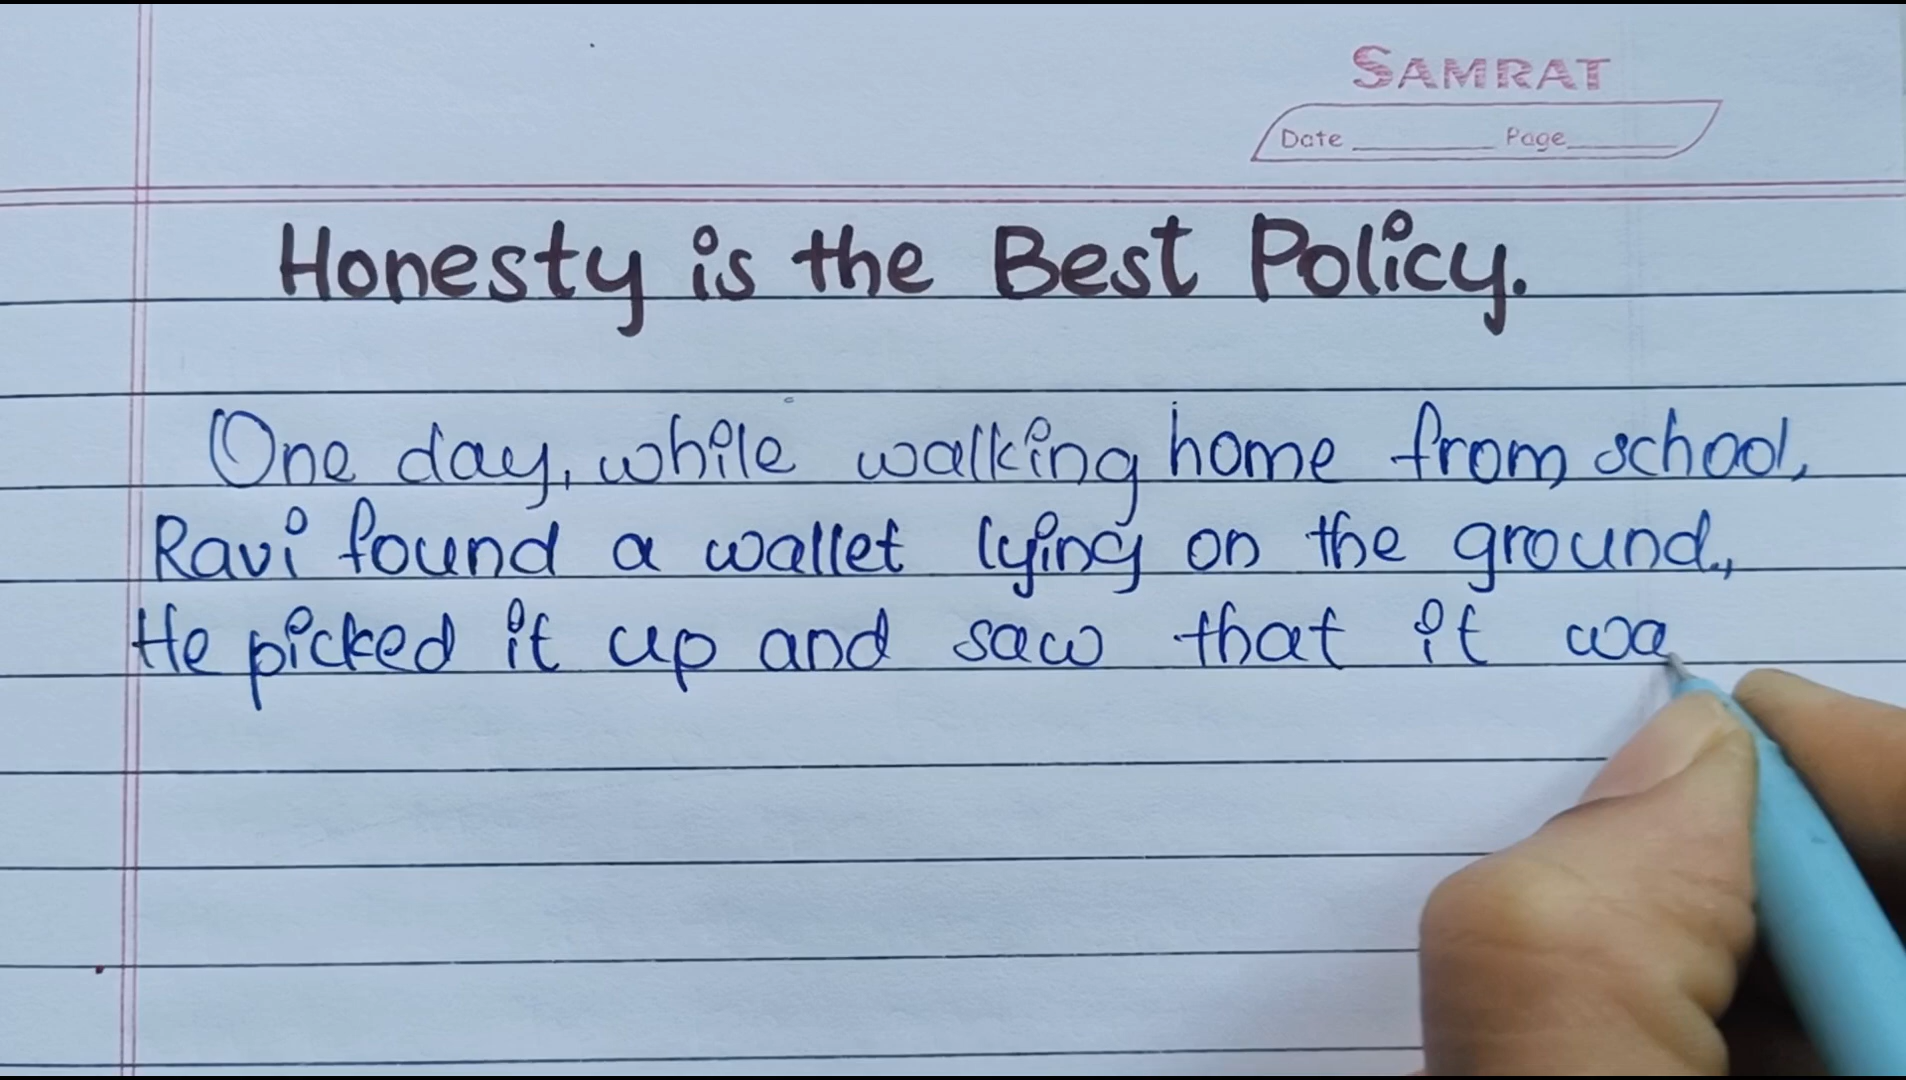 SAMRAT
Date Page
Honesty is the Best Policy.
One day, while walking home from school,
Ravi found a wallet lying on the ground.,
He picked it up and saw that it wa